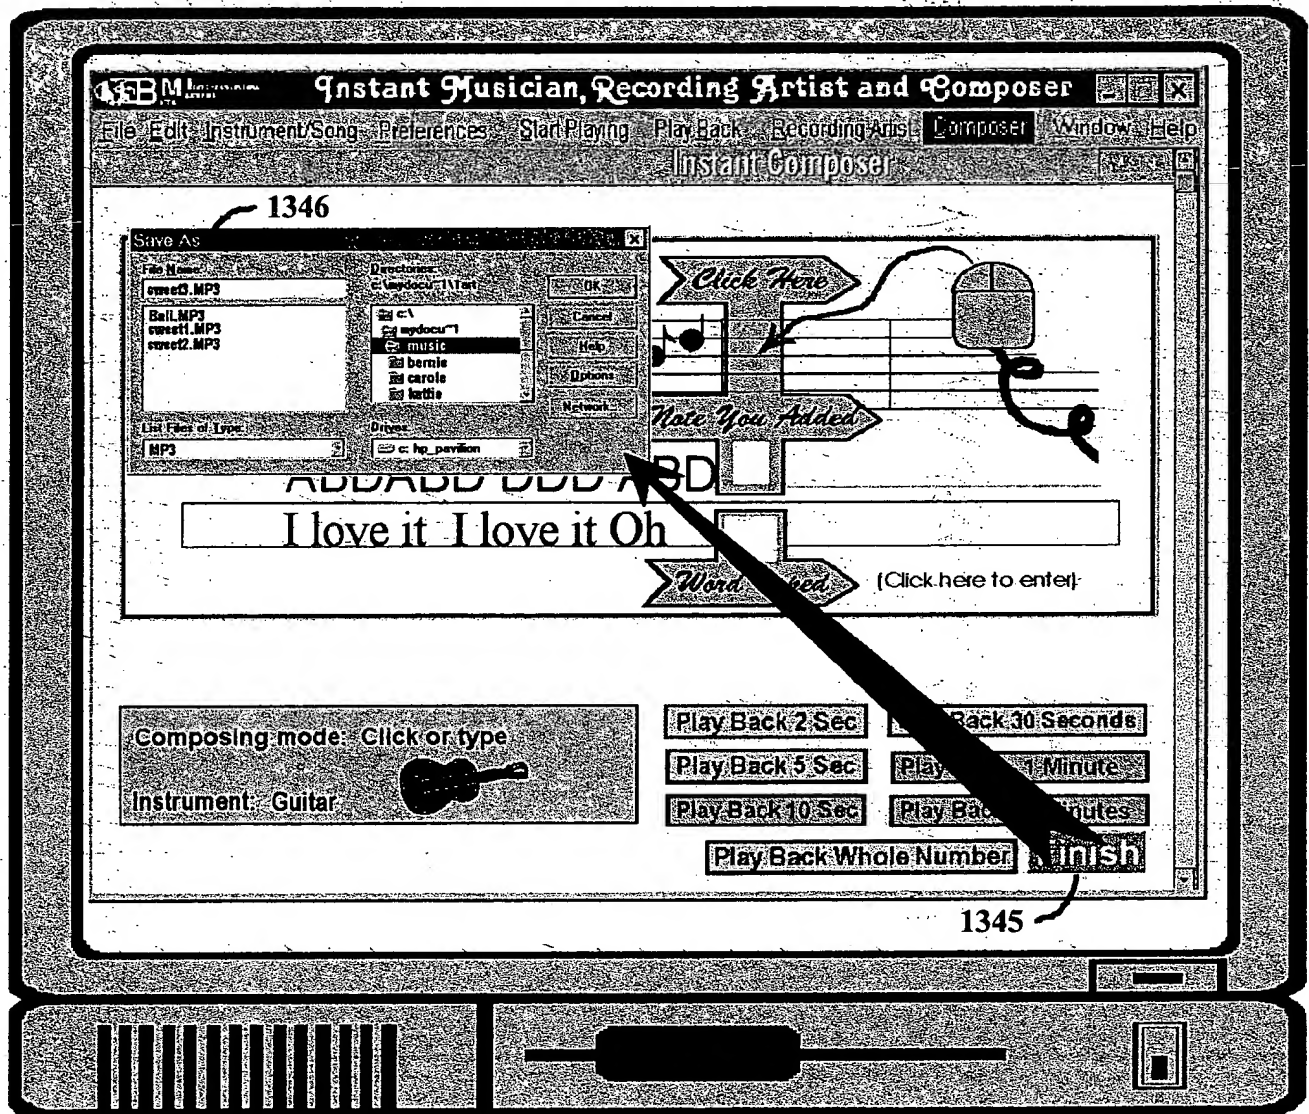 Instant Musician, Recording Artist and Composer
File Edit Instrument/Song Preferences Start Playing Play Back Recording Artist Composer Window Help
Instant Composer
1346
Save As
File Name:
sweet3.MP3
Ball.MP3
sweet1.MP3
sweet2.MP3
List Files of Type:
MP3
Directories:
c:\
mydocu~1
music
bernie
carole
Drives
c: hp_pavilion
OK
Cancel
Help
Options
Network...
Click Here
Note You Added
I love it I love it Oh
Word
(Click here to enter)
Composing mode: Click or type
Instrument: Guitar
Play Back 2 Sec
Back 30 Seconds
Play Back 5 Sec
Play 1 Minute
Play Back 10 Sec
Play
Play Back Whole Number
inish
1345